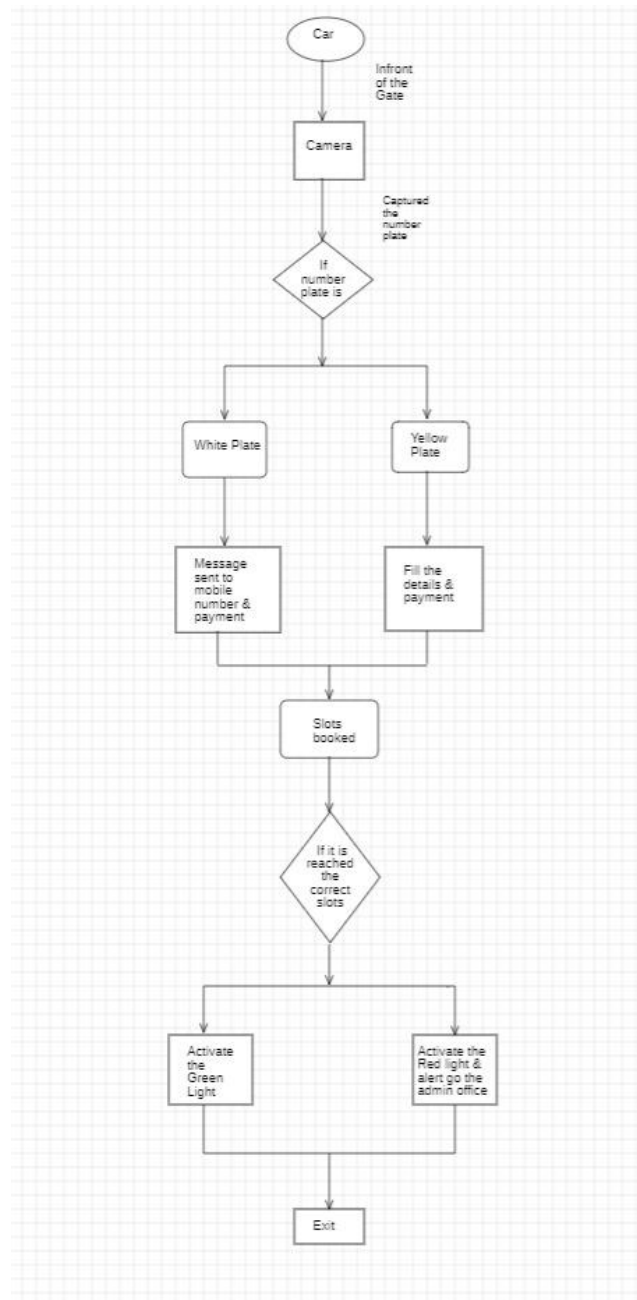 Car
Infront
of the
Gate
Camera
Captured
the
number
plate
If
number
plate is
White Plate
Yellow
Plate
Message
sent to
mobile
number &
payment
Fill the
details &
payment
Slots
booked
If it is
reached
the
correct
slots
Activate
the
Green
Light
Activate the
Red light &
alert go the
admin office
Exit